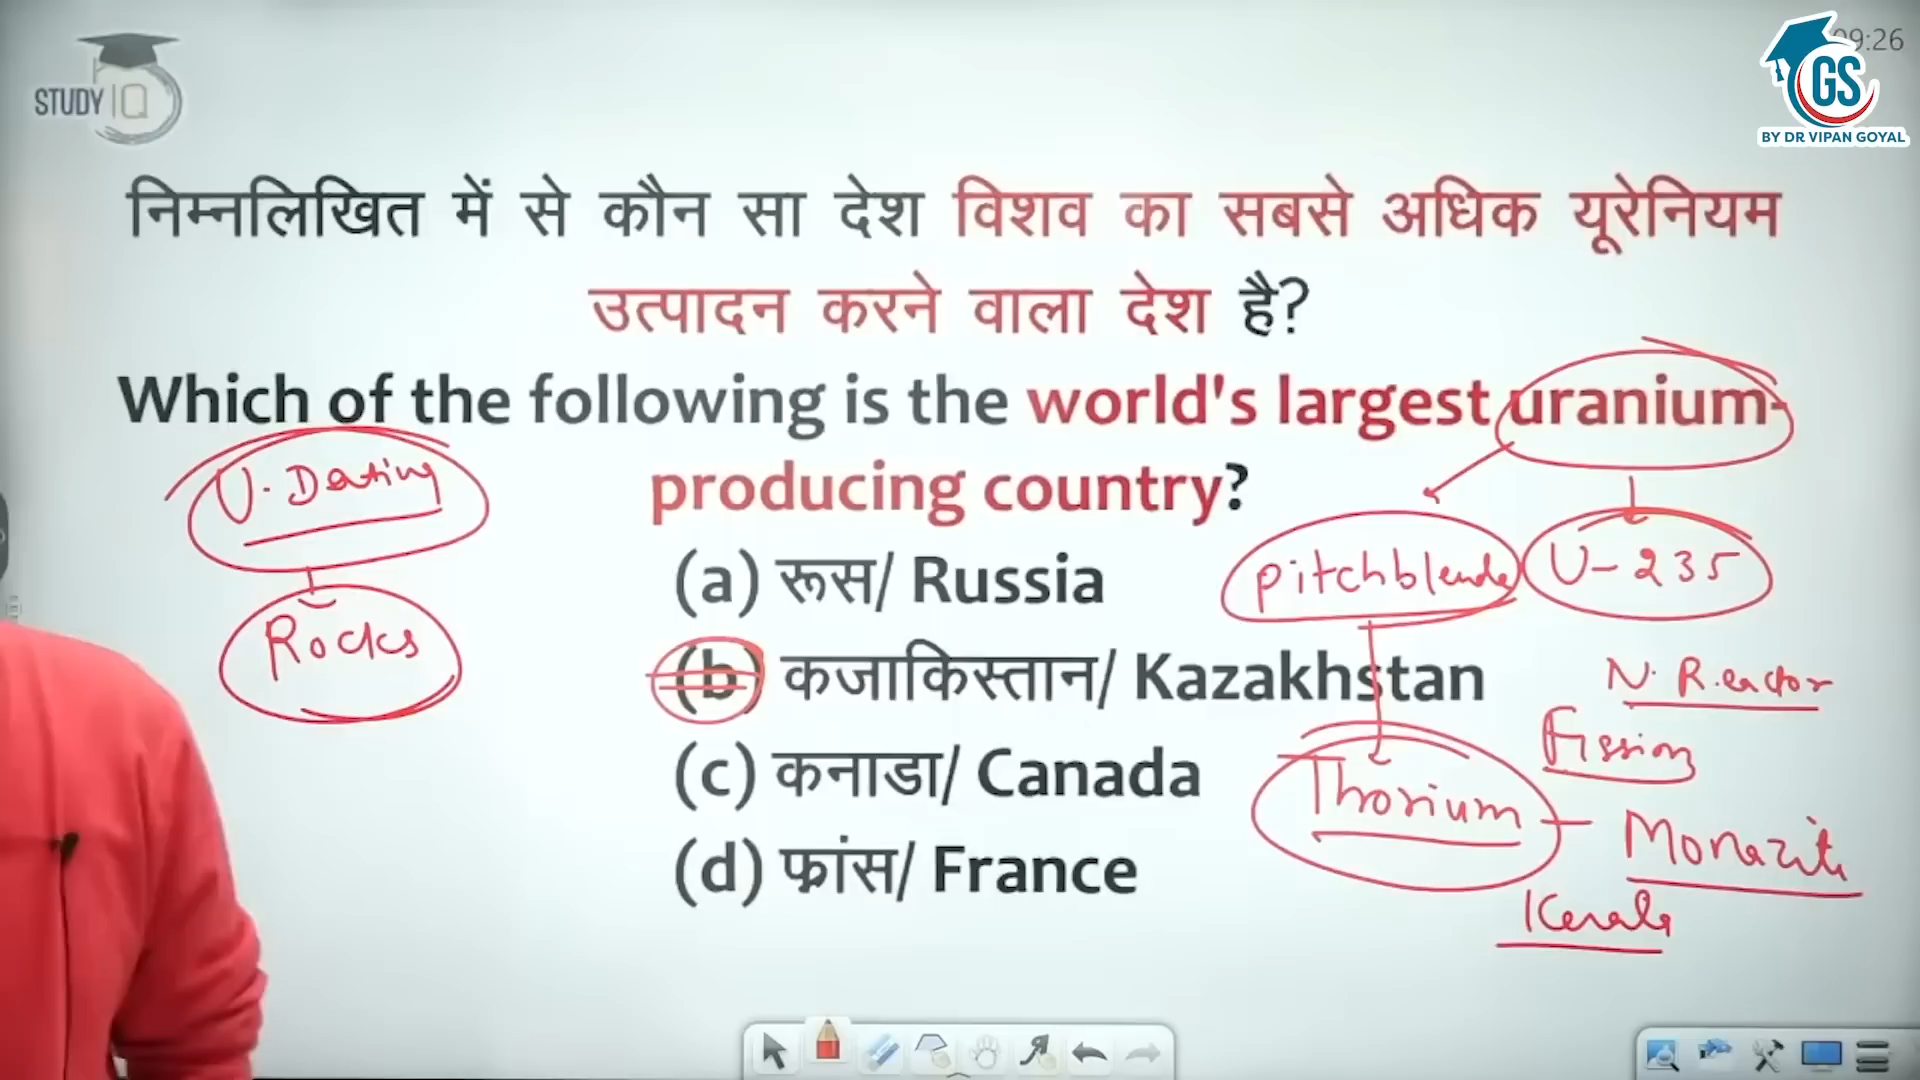 STUDY IQ
09:26
GS
BY DR VIPAN GOYAL
निम्नलिखित में से कौन सा देश विशव का सबसे अधिक यूरेनियम
उत्पादन करने वाला देश है?
Which of the following is the world's largest uranium-
producing country?
(a) रूस/ Russia
(b) कजाकिस्तान/ Kazakhstan
(c) कनाडा/ Canada
(d) फ्रांस/ France
U. Dating
Rocks
pitchblende
U-235
N. Reactor
Fission
Thorium
Monazite
Kerala